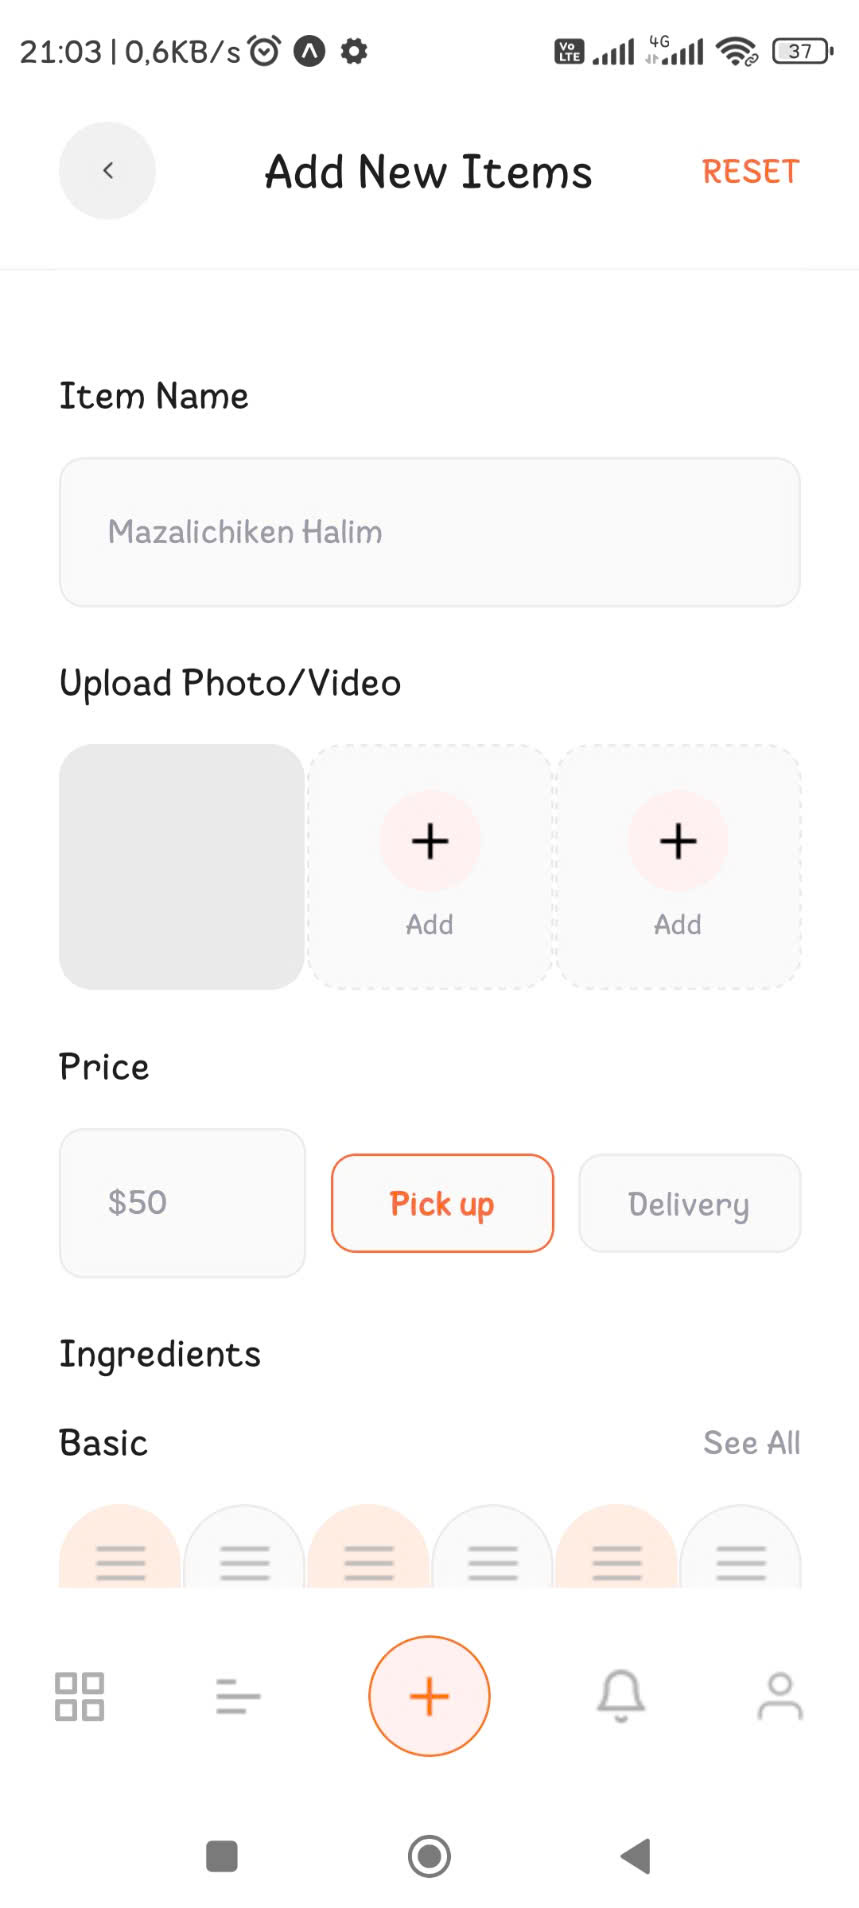 21:03 | 0,6KB/s
Vo LTE 4G 37
Add New Items
RESET
Item Name
Mazalichiken Halim
Upload Photo/Video
Add
Add
Price
$50
Pick up
Delivery
Ingredients
Basic
See All